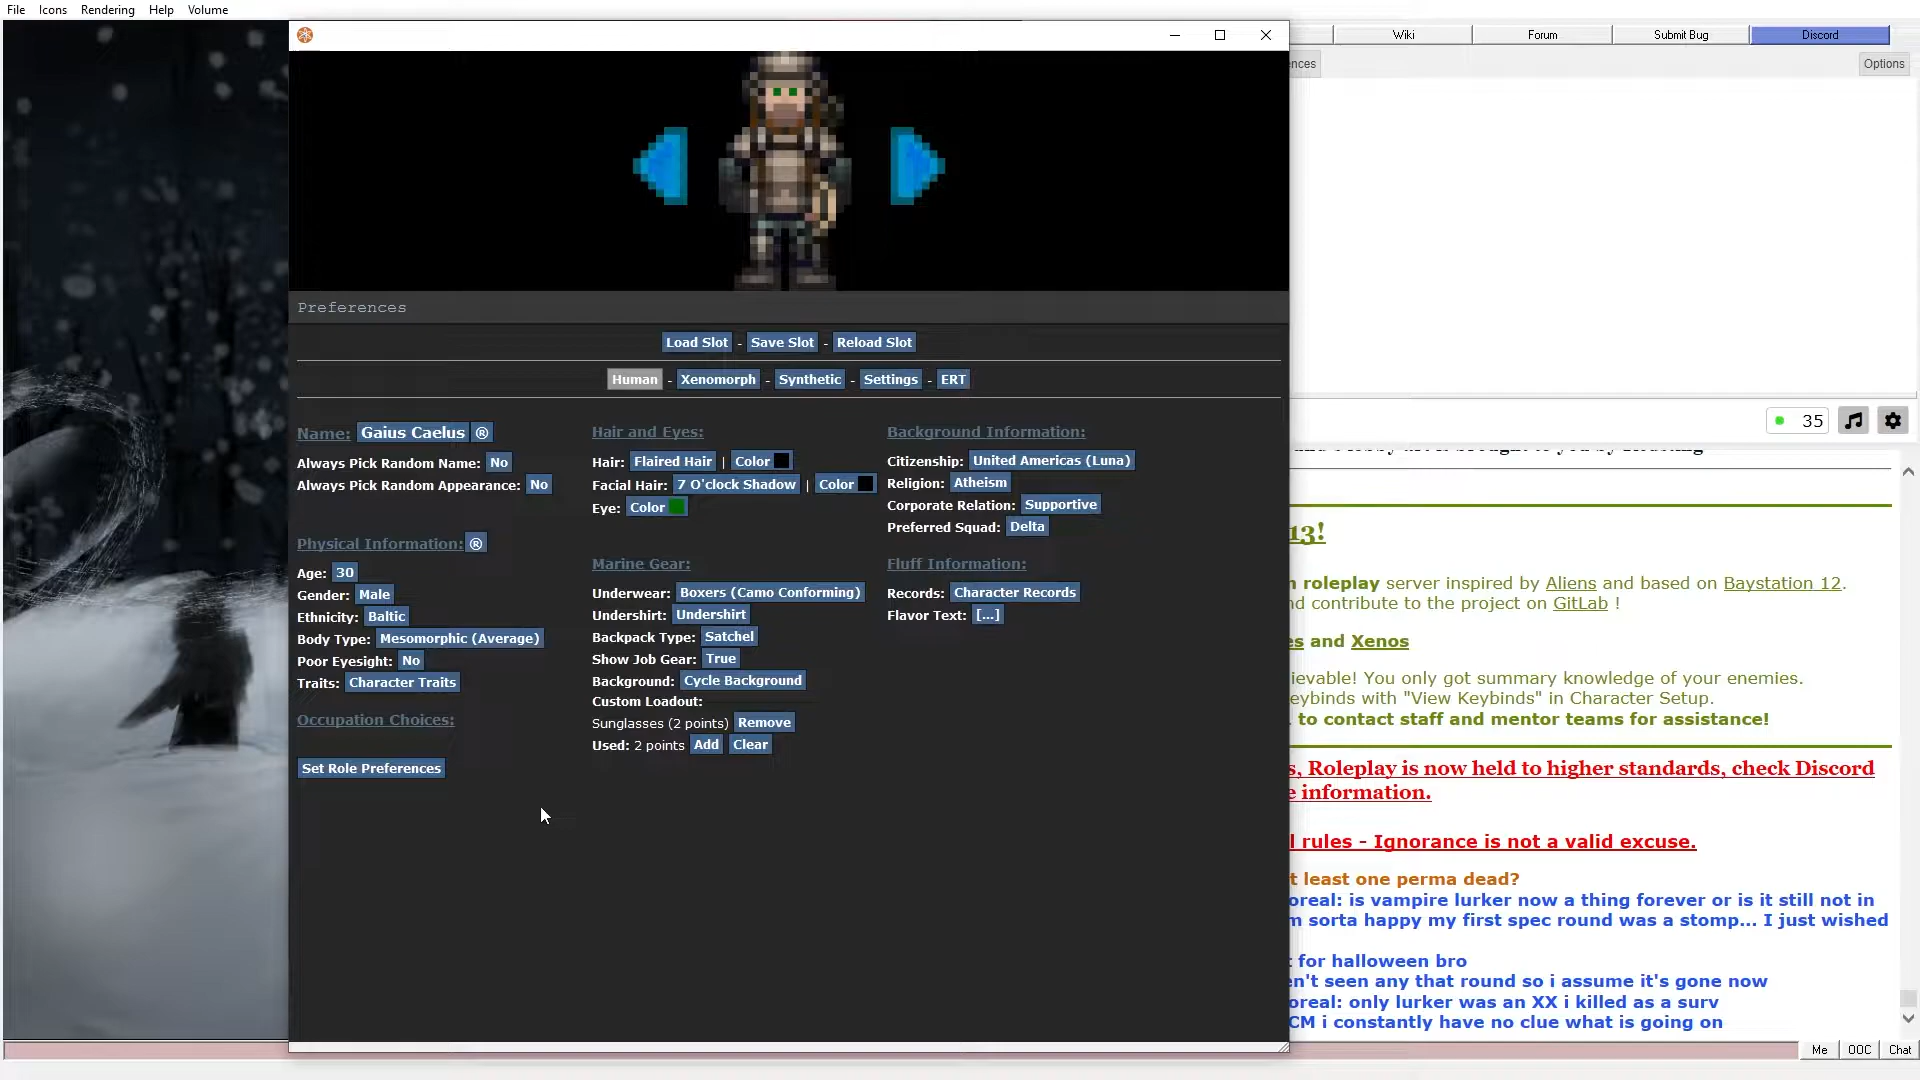 File Icons Rendering Help Volume
Wiki Forum Submit Bug Discord
ences Options
Preferences
Load Slot - Save Slot - Reload Slot
Human - Xenomorph - Synthetic - Settings - ERT
35
Name: Gaius Caelus ®
Always Pick Random Name: No
Always Pick Random Appearance: No
Physical Information: ®
Age: 30
Gender: Male
Ethnicity: Baltic
Body Type: Mesomorphic (Average)
Poor Eyesight: No
Traits: Character Traits
Occupation Choices:
Set Role Preferences
Hair and Eyes:
Hair: Flaired Hair | Color
Facial Hair: 7 O'clock Shadow | Color
Eye: Color
Marine Gear:
Underwear: Boxers (Camo Conforming)
Undershirt: Undershirt
Backpack Type: Satchel
Show Job Gear: True
Background: Cycle Background
Custom Loadout:
Sunglasses (2 points) Remove
Used: 2 points Add Clear
Background Information:
Citizenship: United Americas (Luna)
Religion: Atheism
Corporate Relation: Supportive
Preferred Squad: Delta
Fluff Information:
Records: Character Records
Flavor Text: [...]
13!
n roleplay server inspired by Aliens and based on Baystation 12.
nd contribute to the project on GitLab !
es and Xenos
ievable! You only got summary knowledge of your enemies.
eybinds with "View Keybinds" in Character Setup.
to contact staff and mentor teams for assistance!
s, Roleplay is now held to higher standards, check Discord
e information.
l rules - Ignorance is not a valid excuse.
t least one perma dead?
oreal: is vampire lurker now a thing forever or is it still not in
m sorta happy my first spec round was a stomp... I just wished
t for halloween bro
en't seen any that round so i assume it's gone now
oreal: only lurker was an XX i killed as a surv
CM i constantly have no clue what is going on
Me OOC Chat